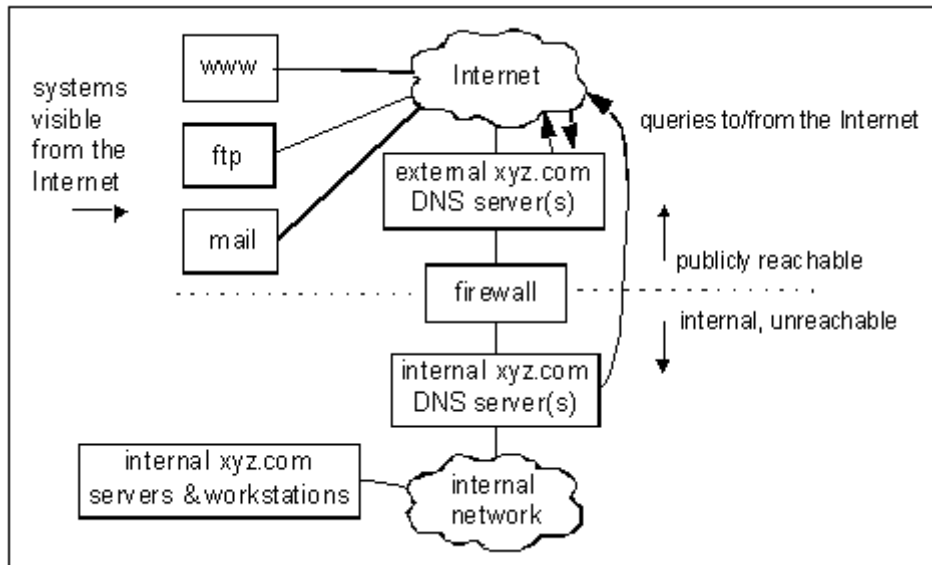 www
Internet
systems
visible
from the
Internet
queries to/from the Internet
ftp
external xyz.com
DNS server(s)
mail
publicly reachable
firewall
internal, unreachable
internal xyz.com
DNS server(s)
internal xyz.com
servers & workstations
internal
network